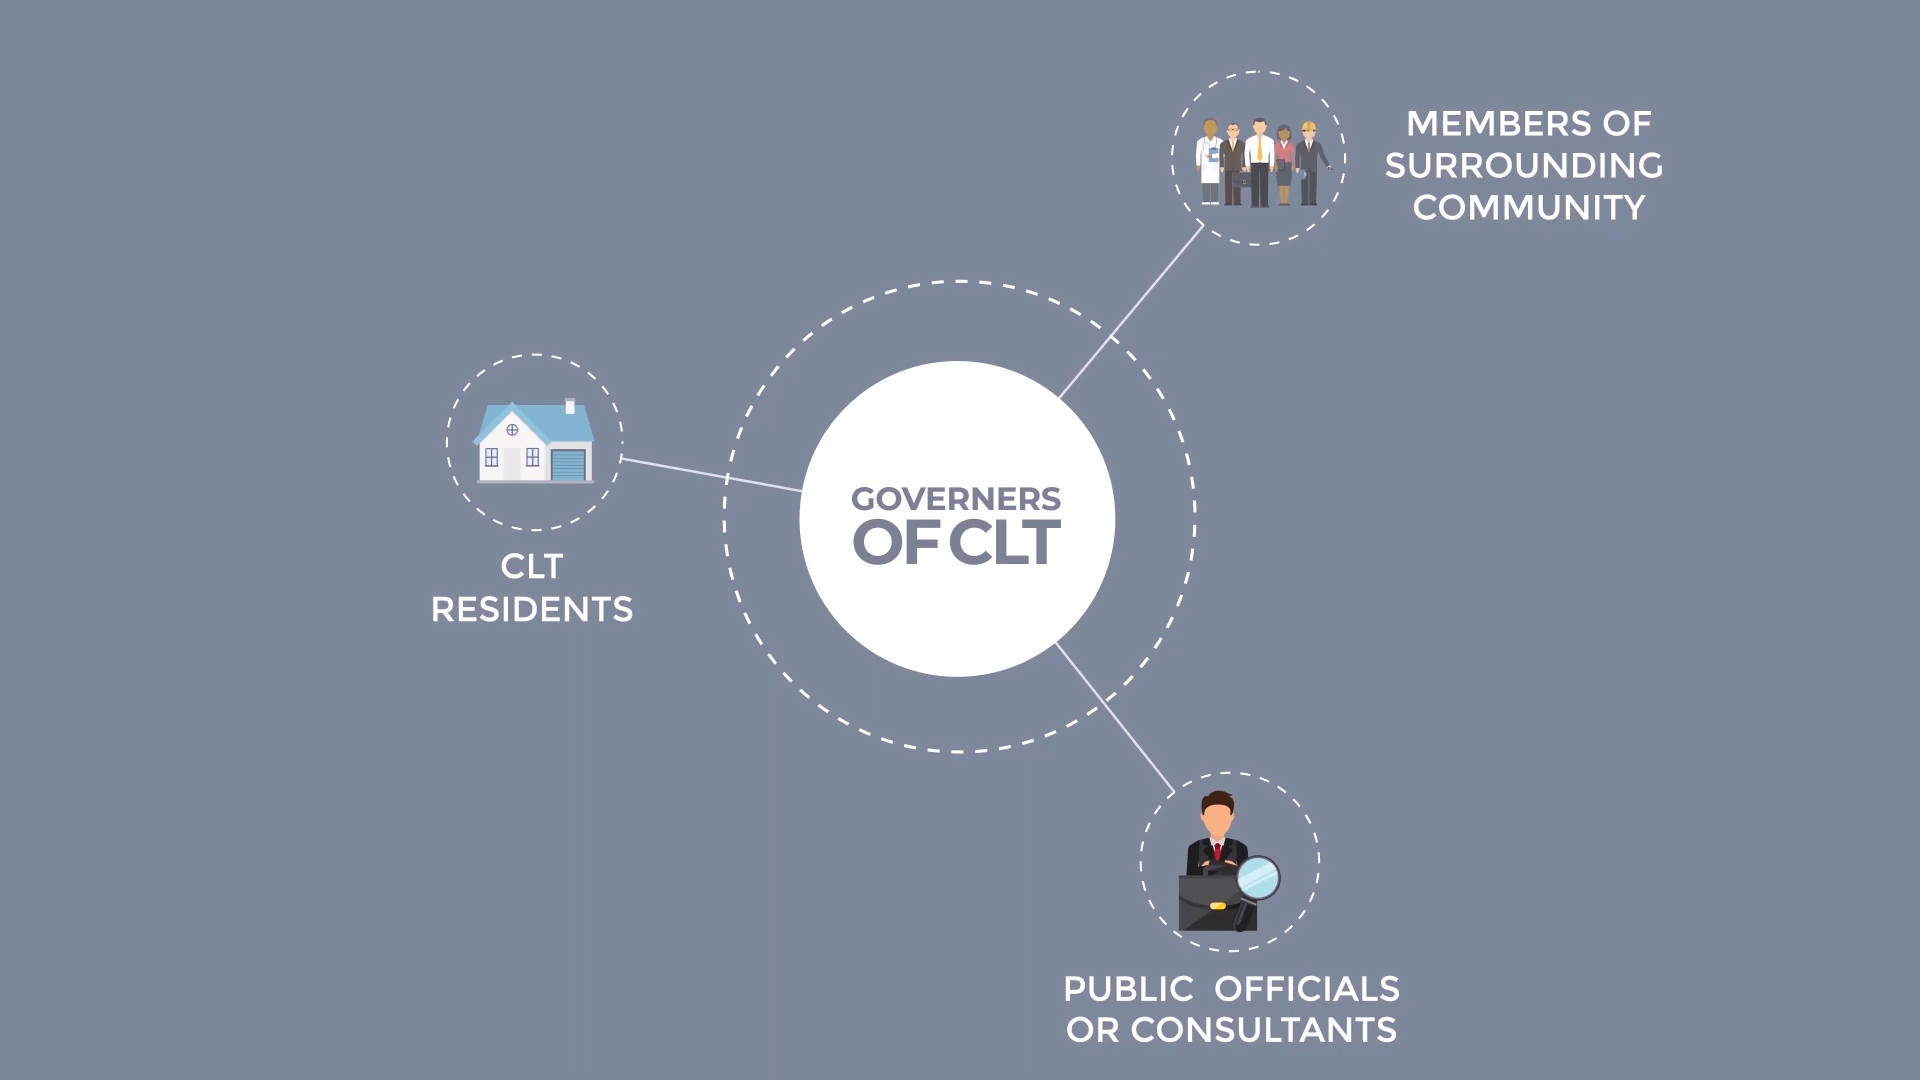 MEMBERS OF
SURROUNDING
COMMUNITY
GOVERNERS
OF CLT
CLT
RESIDENTS
PUBLIC OFFICIALS
OR CONSULTANTS